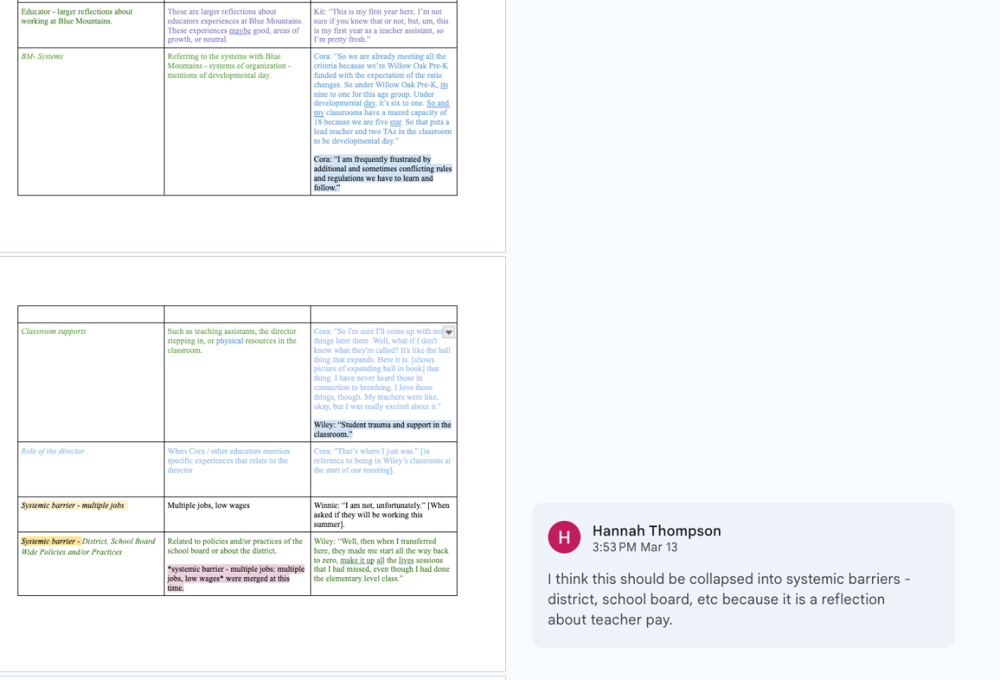 Educator - larger reflections about
working at Blue Mountains.
These are larger reflections about
educators experiences at Blue Mountains.
These experiences maybe good, areas of
growth, or neutral.
Kit: “This is my first year here. I’m not
sure if you knew that or not, but, um, this
is my first year as a teacher assistant, so
I’m pretty fresh.”
BM- Systems
Referring to the systems with Blue
Mountains - systems of organization -
mentions of developmental day.
Cora: “So we are already meeting all the
criteria because we’re Willow Oak Pre-K
funded with the expectation of the ratio
changes. So under Willow Oak Pre-K, its
nine to one for this age group. Under
developmental day, it’s six to one. So and
my classrooms have a mazed capacity of
18 because we are five star. So that puts a
lead teacher and two TAs in the classroom
to be developmental day.”
Cora: “I am frequently frustrated by
additional and sometimes conflicting rules
and regulations we have to learn and
follow.”
Classroom supports
Such as teaching assistants, the director
stepping in, or physical resources in the
classroom.
Cora: "So I'm sure I'll come up with mo
things later there. Well, what if I don't
know what they're called? It's like the ball
thing that expands. Here it is. [shows
picture of expanding ball in book] that
thing. I have never heard those in
connection to breathing. I love those
things, though. My teachers were like,
okay, but I was really excited about it."
Wiley: “Student trauma and support in the
classroom.”
Role of the director
When Cora / other educators mention
specific experiences that relate to the
director
Cora: “That’s where I just was.” [in
reference to being in Wiley’s classroom at
the start of our meeting].
Systemic barrier - multiple jobs
Multiple jobs, low wages
Winnie: “I am not, unfortunately.” [When
asked if they will be working this
summer].
Systemic barrier - District, School Board
Wide Policies and/or Practices
Related to policies and/or practices of the
school board or about the district.
*systemic barrier - multiple jobs: multiple
jobs, low wages* were merged at this
time.
Wiley: “Well, then when I transferred
here, they made me start all the way back
to zero, make it up all the lives sessions
that I had missed, even though I had done
the elementary level class.”
H
Hannah Thompson
3:53 PM Mar 13
I think this should be collapsed into systemic barriers -
district, school board, etc because it is a reflection
about teacher pay.